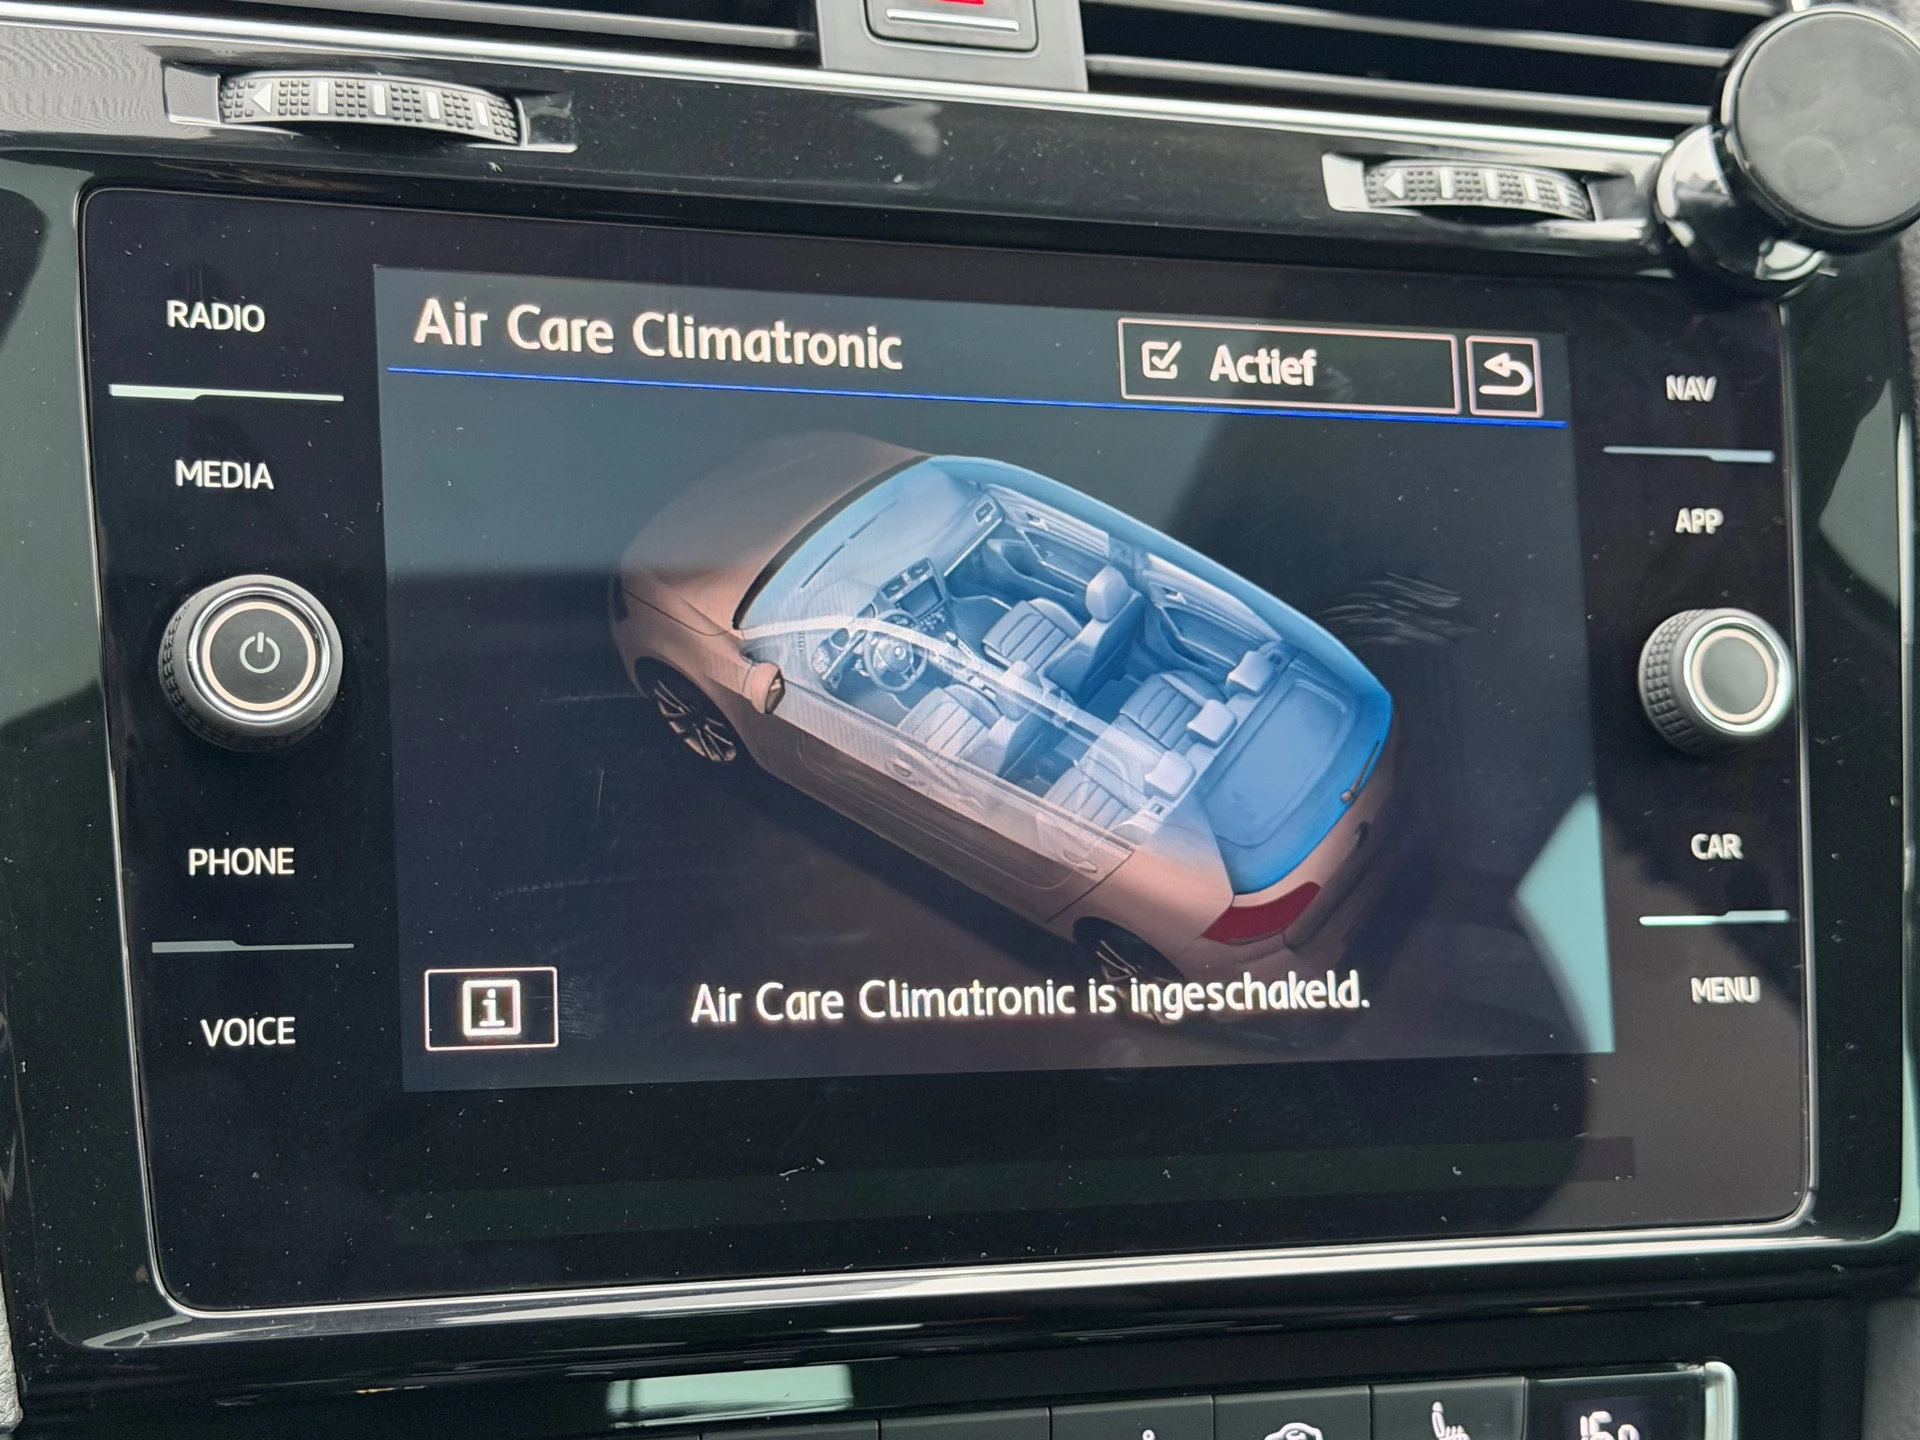 RADIO
MEDIA
PHONE
VOICE
Air Care Climatronic
Actief
Air Care Climatronic is ingeschakeld.
NAV
APP
CAR
MENU